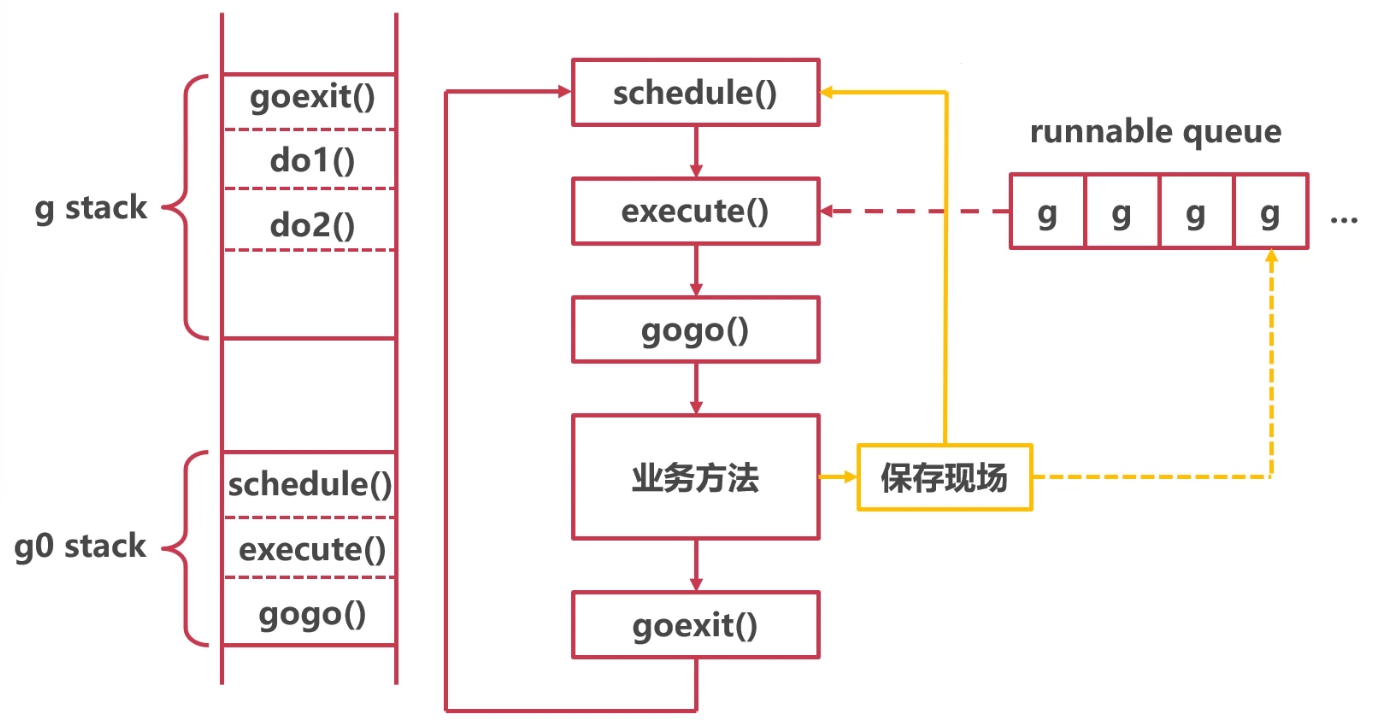 g stack
goexit()
do1()
do2()
g0 stack
schedule()
execute()
gogo()
schedule()
execute()
gogo()
业务方法
goexit()
保存现场
runnable queue
g g g g ...